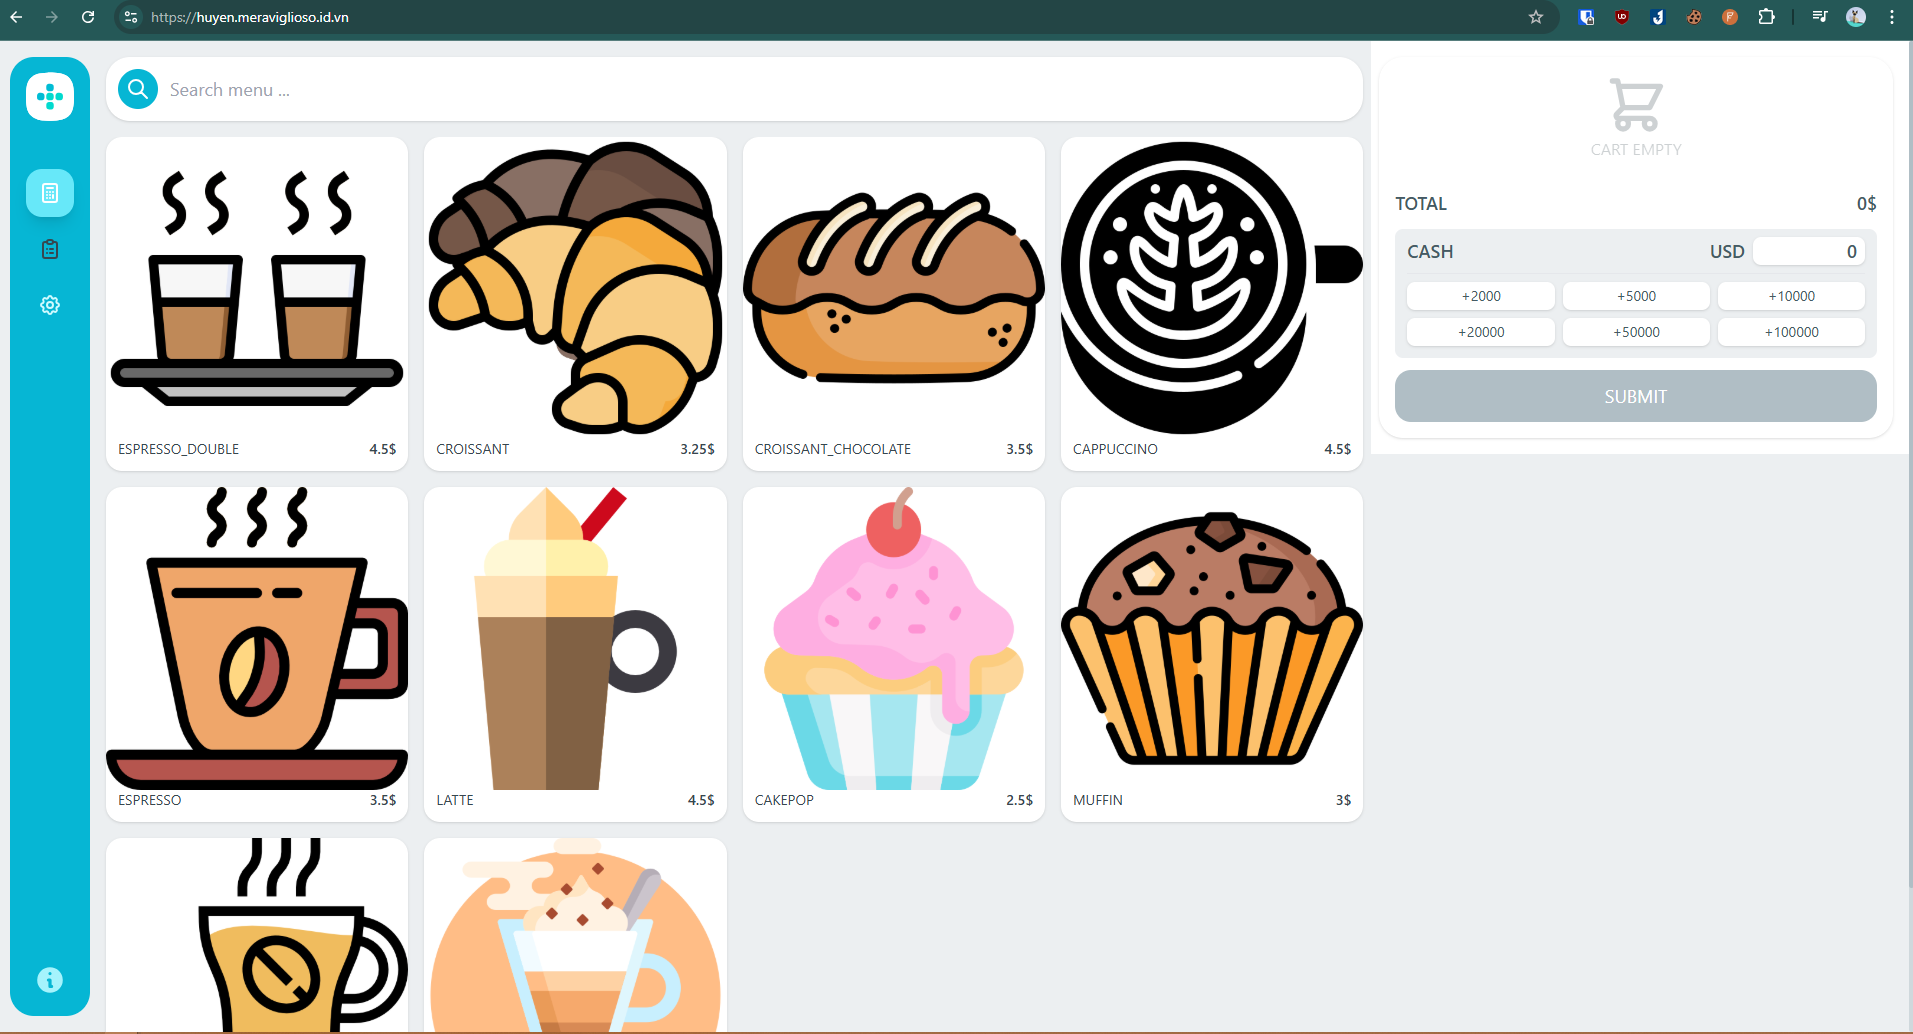 https://huyen.meraviglioso.id.vn
Search menu ...
ESPRESSO_DOUBLE 4.5$
CROISSANT 3.25$
CROISSANT_CHOCOLATE 3.5$
CAPPUCCINO 4.5$
ESPRESSO 3.5$
LATTE 4.5$
CAKEPOP 2.5$
MUFFIN 3$
CART EMPTY
TOTAL 0$
CASH USD 0
+2000 +5000 +10000
+20000 +50000 +100000
SUBMIT